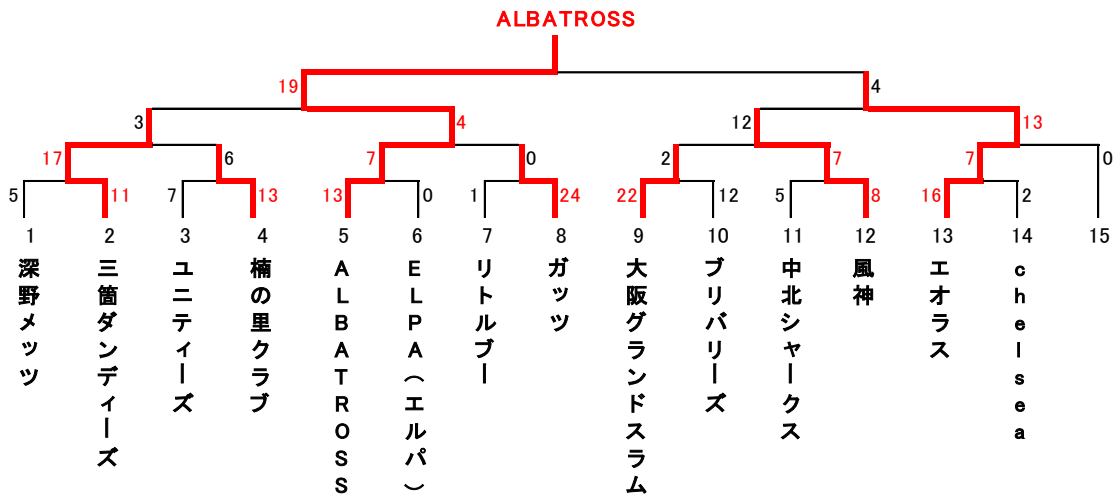 ALBATROSS
19
4
3
4
12
13
17
6
7
0
2
7
7
0
5
11
7
13
13
0
1
24
22
12
5
8
16
2
1
2
3
4
5
6
7
8
9
10
11
12
13
14
15
深野メッツ
三箇ダンディーズ
ユニティーズ
楠の里クラブ
ALBATROSS
ELPA(エルパ)
リトルブー
ガッツ
大阪グランドスラム
ブリバリーズ
中北シャークス
風神
エオラス
chelsea